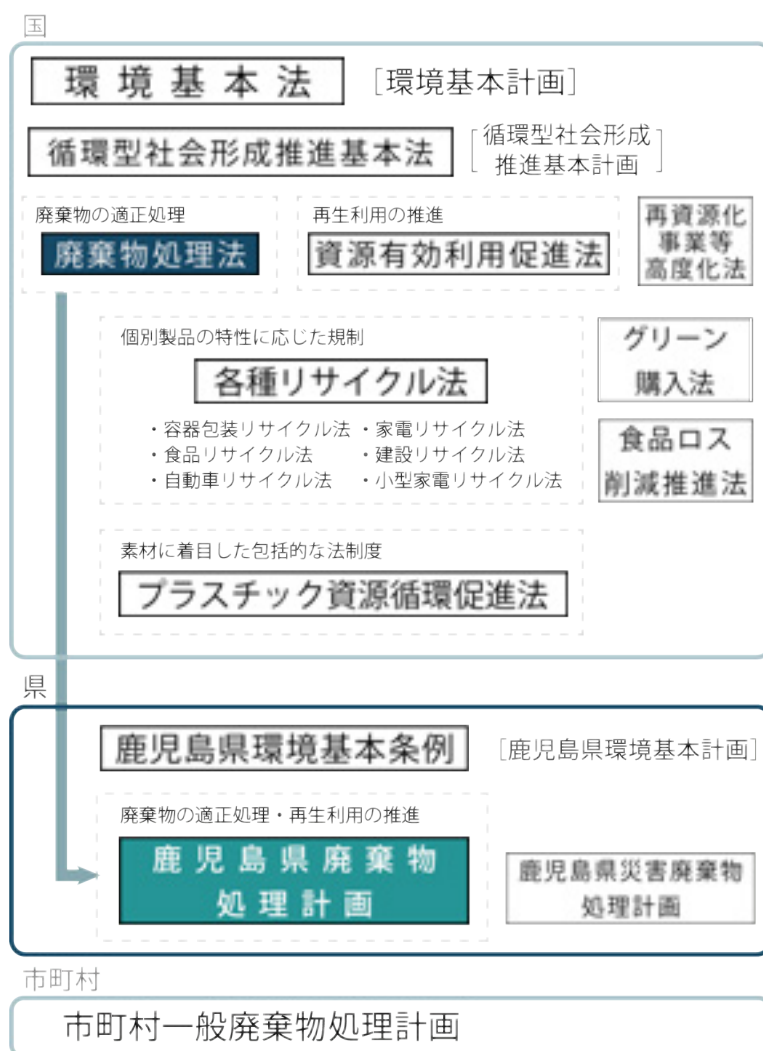 国
環境基本法 [環境基本計画]
循環型社会形成推進基本法 [循環型社会形成
推進基本計画]
廃棄物の適正処理
廃棄物処理法
再生利用の推進
資源有効利用促進法
再資源化
事業等
高度化法
個別製品の特性に応じた規制
各種リサイクル法
・容器包装リサイクル法 ・家電リサイクル法
・食品リサイクル法 ・建設リサイクル法
・自動車リサイクル法 ・小型家電リサイクル法
グリーン
購入法
食品ロス
削減推進法
素材に着目した包括的な法制度
プラスチック資源循環促進法
県
鹿児島県環境基本条例 [鹿児島県環境基本計画]
廃棄物の適正処理・再生利用の推進
鹿児島県廃棄物
処理計画
鹿児島県災害廃棄物
処理計画
市町村
市町村一般廃棄物処理計画